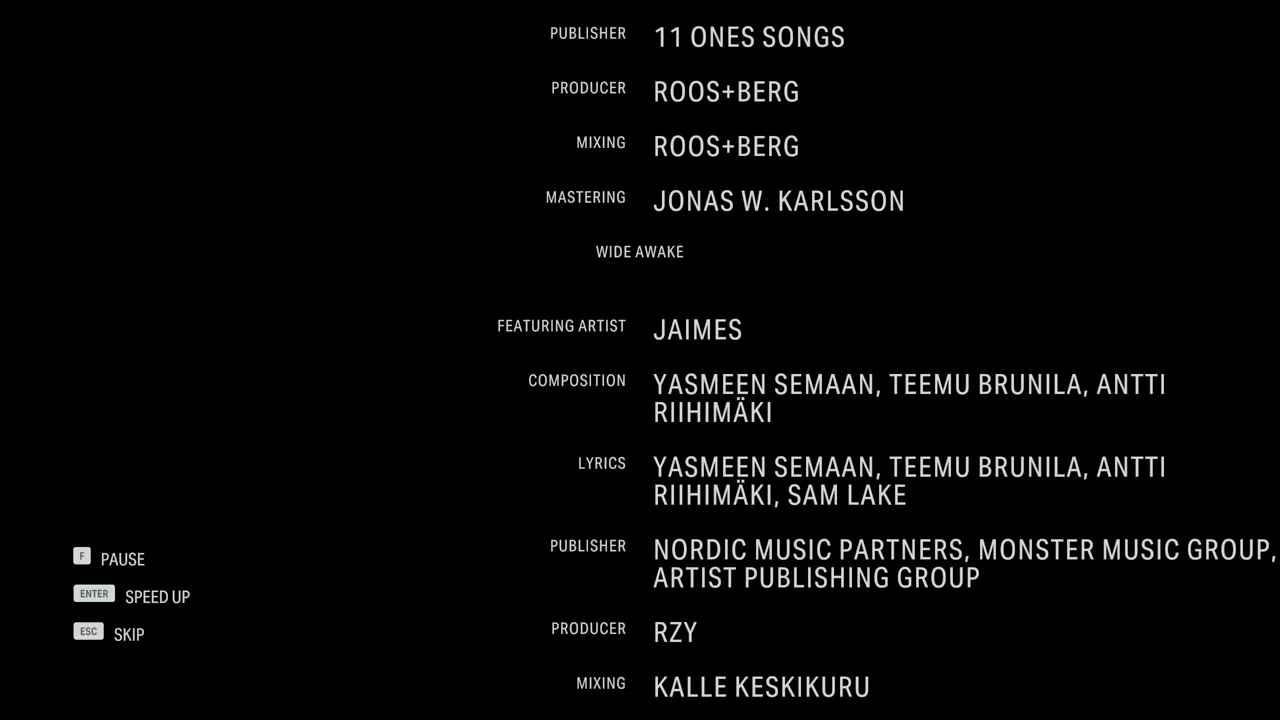 PUBLISHER 11 ONES SONGS
PRODUCER ROOS+BERG
MIXING ROOS+BERG
MASTERING JONAS W. KARLSSON
WIDE AWAKE
FEATURING ARTIST JAIMES
COMPOSITION YASMEEN SEMAAN, TEEMU BRUNILA, ANTTI
RIIHIMÄKI
LYRICS YASMEEN SEMAAN, TEEMU BRUNILA, ANTTI
RIIHIMÄKI, SAM LAKE
PUBLISHER NORDIC MUSIC PARTNERS, MONSTER MUSIC GROUP,
ARTIST PUBLISHING GROUP
PRODUCER RZY
MIXING KALLE KESKIKURU
F PAUSE
ENTER SPEED UP
ESC SKIP